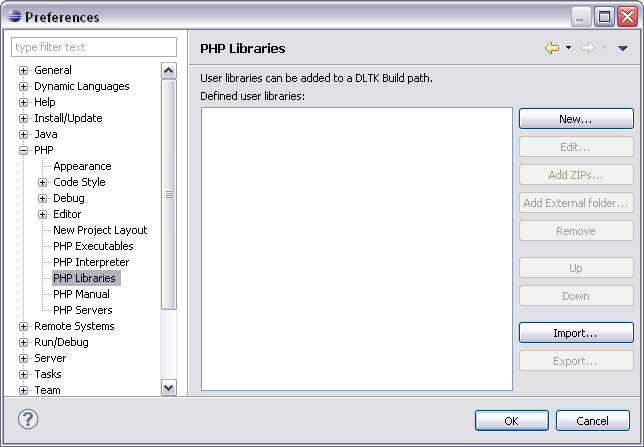 Preferences
type filter text
General
Dynamic Languages
Help
Install/Update
Java
PHP
Appearance
Code Style
Debug
Editor
New Project Layout
PHP Executables
PHP Interpreter
PHP Libraries
PHP Manual
PHP Servers
Remote Systems
Run/Debug
Server
Tasks
Team
PHP Libraries
User libraries can be added to a DLTK Build path.
Defined user libraries:
New...
Edit...
Add ZIPs...
Add External folder...
Remove
Up
Down
Import...
Export...
?
OK
Cancel